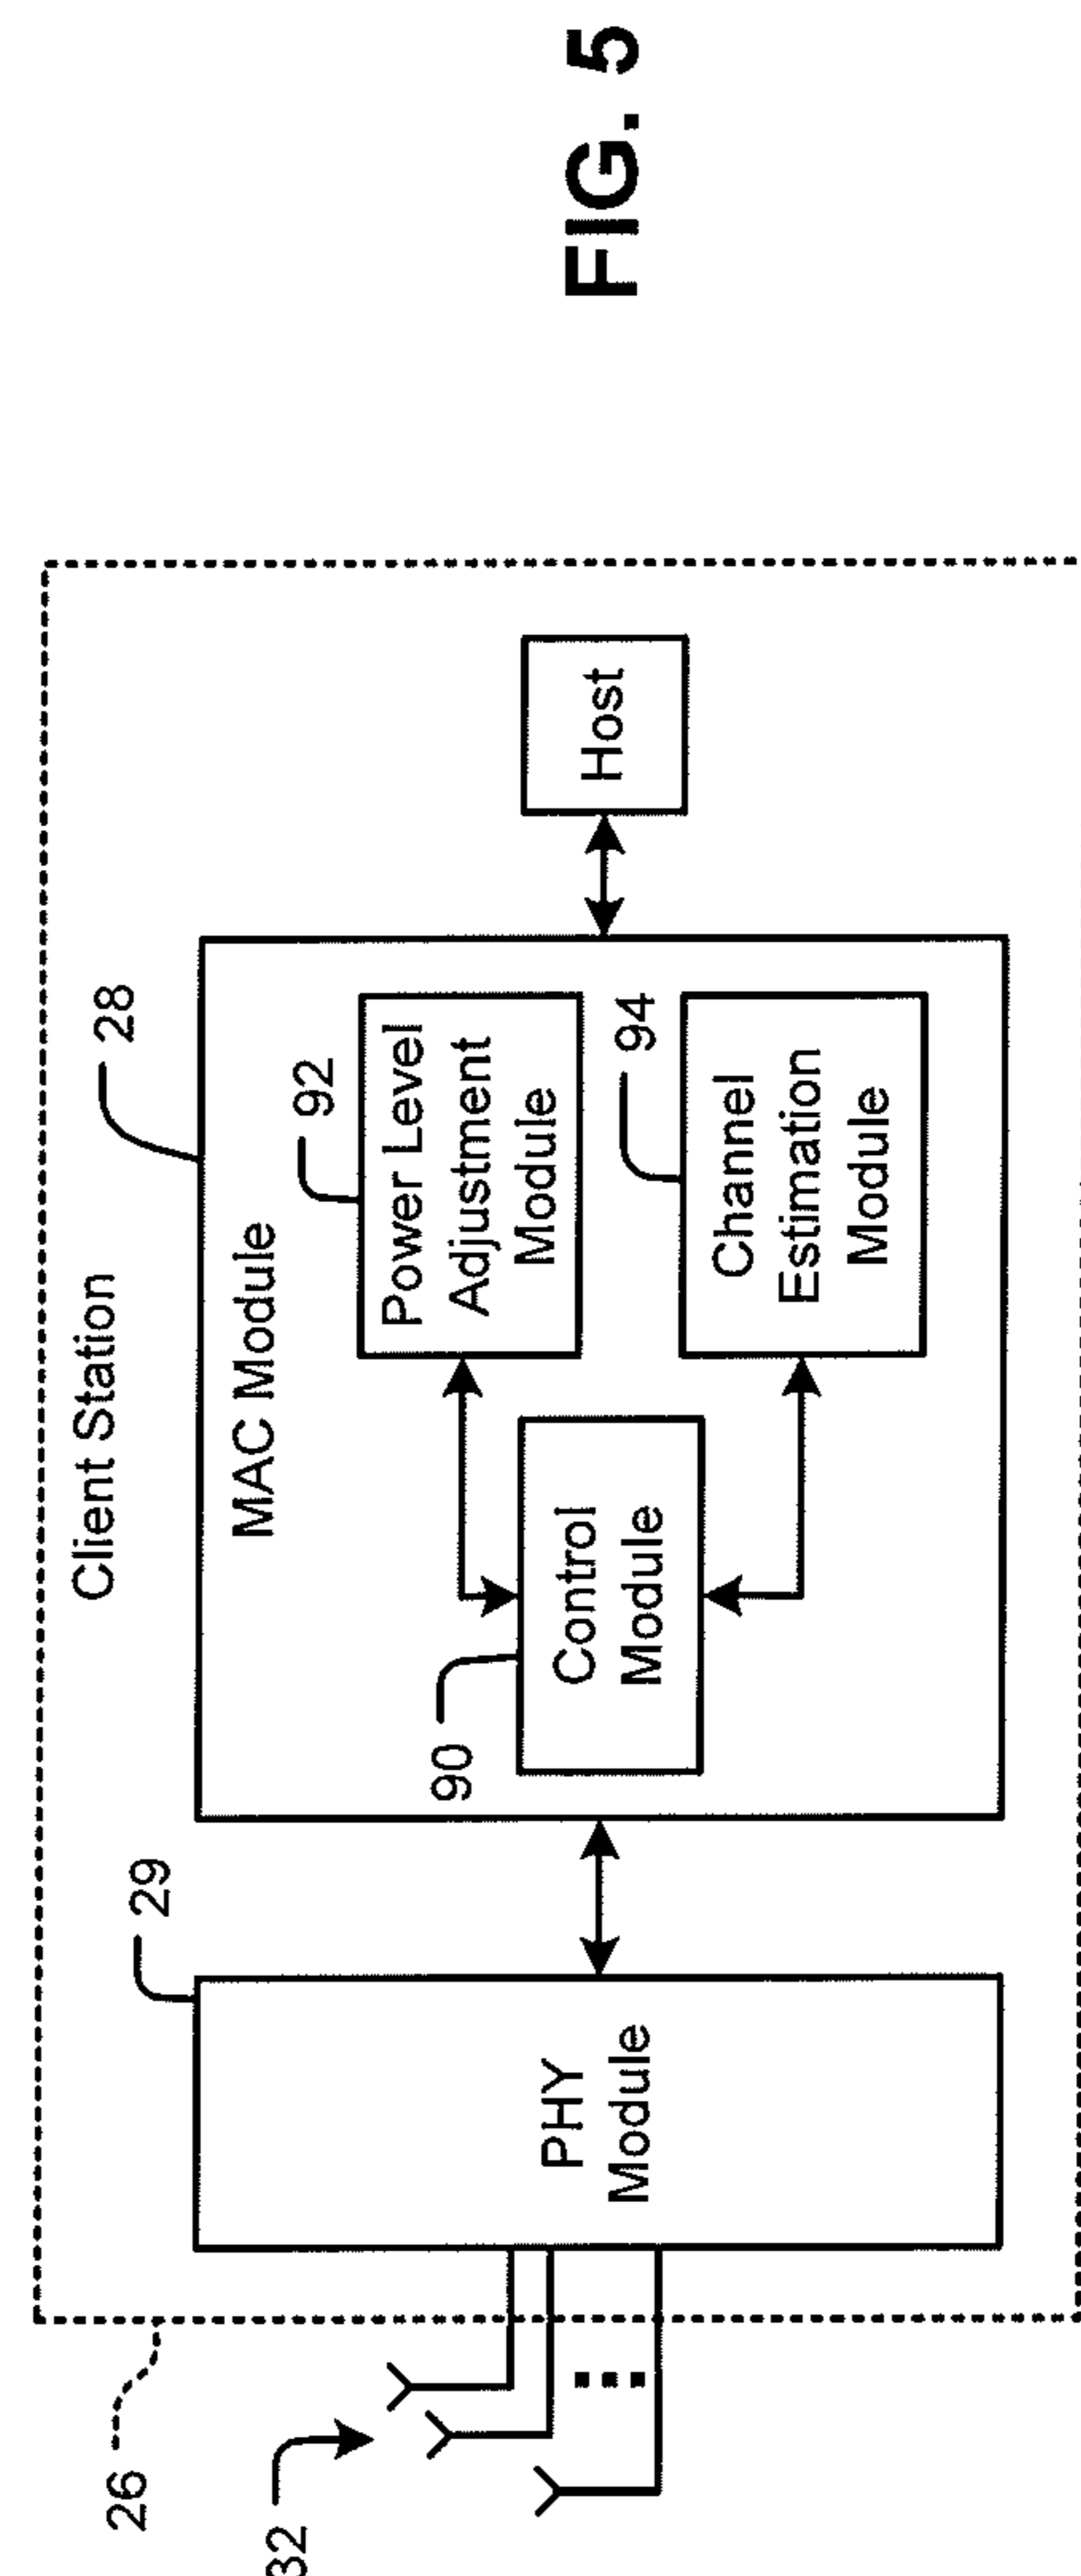 Client Station
26
29
28
MAC Module
32
92
Power Level
Adjustment
Module
90
Control
Module
94
Channel
Estimation
Module
PHY
Module
Host
FIG. 5